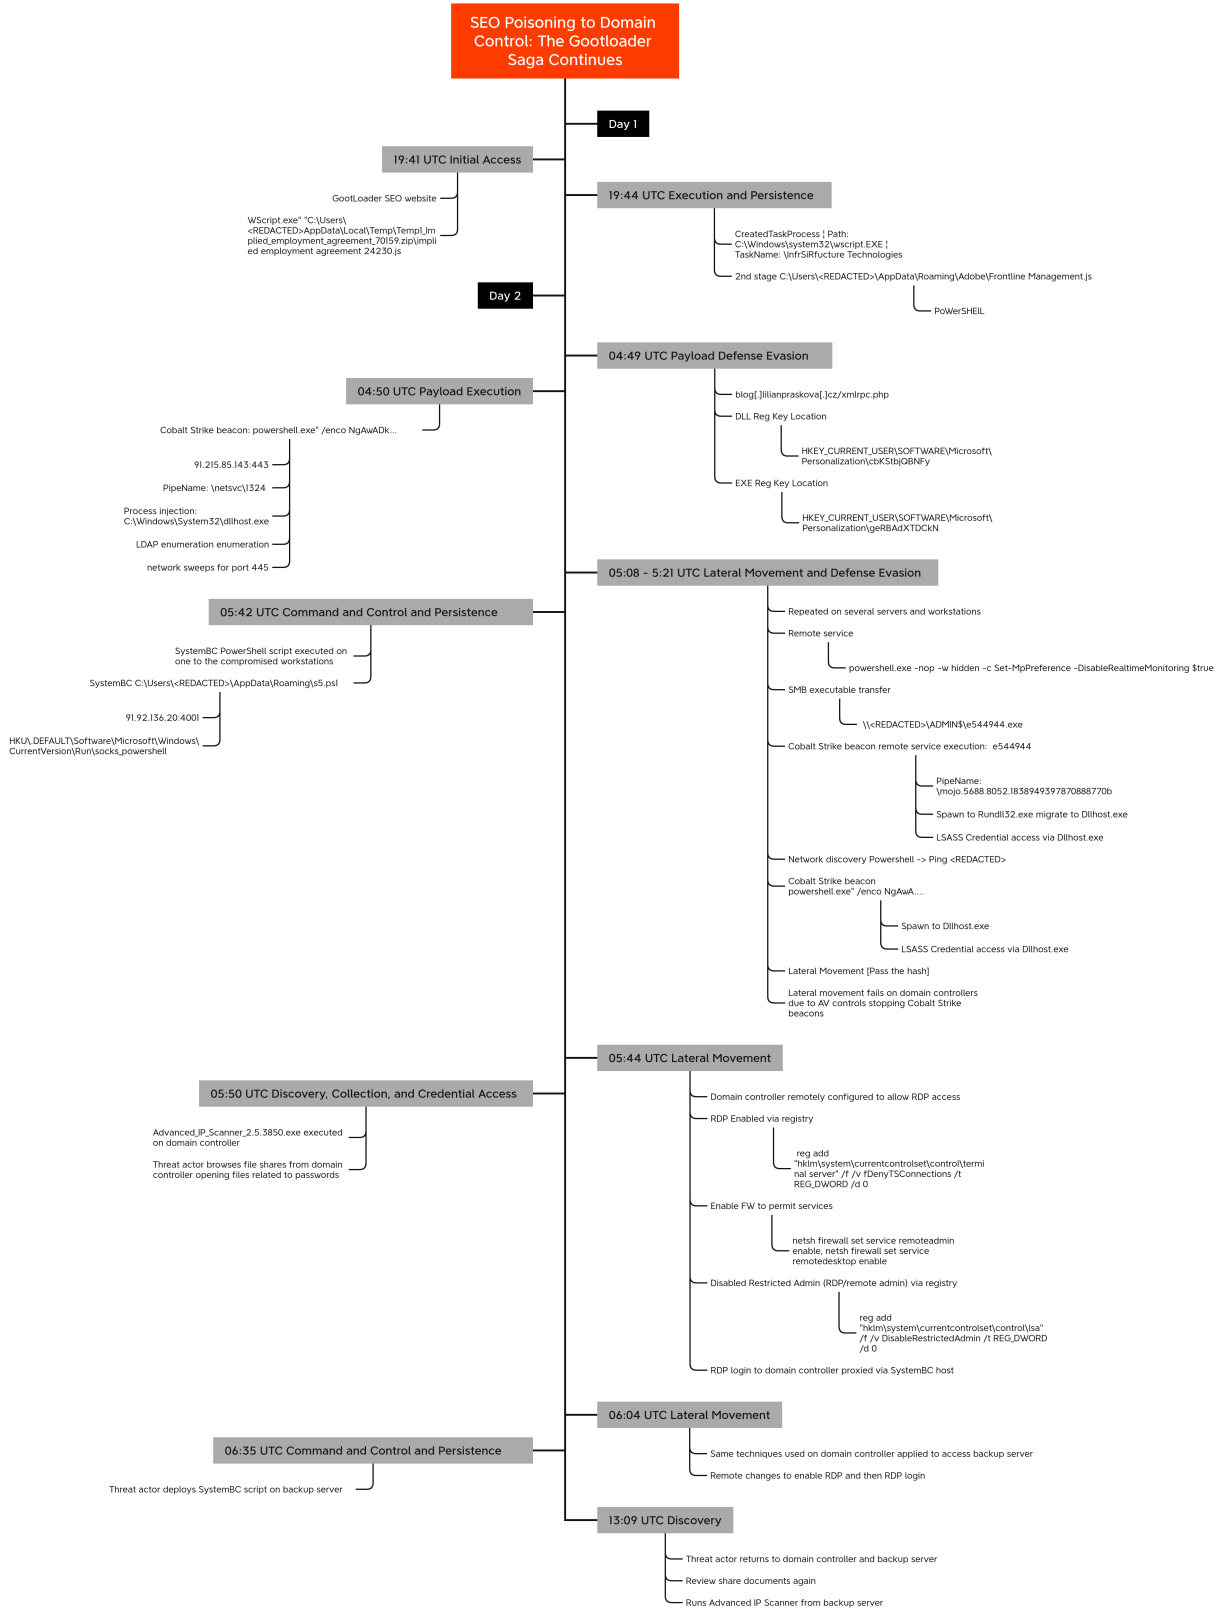 SEO Poisoning to Domain
Control: The Gootloader
Saga Continues
Day 1
19:41 UTC Initial Access
GootLoader SEO website
WScript.exe" "C:\Users\
<REDACTED>AppData\Local\Temp\Temp1_Im
plied_employment_agreement_70159.zip\impli
ed employment agreement 24230.js
19:44 UTC Execution and Persistence
CreatedTaskProcess ¦ Path:
C:\Windows\system32\wscript.EXE ¦
TaskName: \InfrSiRfucture Technologies
2nd stage C:\Users\<REDACTED>\AppData\Roaming\Adobe\Frontline Management.js
PoWerSHElL
Day 2
04:49 UTC Payload Defense Evasion
blog[.]lilianpraskova[.]cz/xmlrpc.php
DLL Reg Key Location
HKEY_CURRENT_USER\SOFTWARE\Microsoft\
Personalization\cbKStbjQBNFy
EXE Reg Key Location
HKEY_CURRENT_USER\SOFTWARE\Microsoft\
Personalization\geRBAdXTDCkN
04:50 UTC Payload Execution
Cobalt Strike beacon: powershell.exe" /enco NgAwADk...
91.215.85.143:443
PipeName: \netsvc\1324
Process injection:
C:\Windows\System32\dllhost.exe
LDAP enumeration enumeration
network sweeps for port 445
05:08 - 5:21 UTC Lateral Movement and Defense Evasion
Repeated on several servers and workstations
Remote service
powershell.exe -nop -w hidden -c Set-MpPreference -DisableRealtimeMonitoring $true
SMB executable transfer
\\<REDACTED>\ADMIN$\e544944.exe
Cobalt Strike beacon remote service execution:  e544944
PipeName:
\mojo.5688.8052.1838949397870888770b
Spawn to Rundll32.exe migrate to Dllhost.exe
LSASS Credential access via Dllhost.exe
Network discovery Powershell -> Ping <REDACTED>
Cobalt Strike beacon
powershell.exe" /enco NgAwA....
Spawn to Dllhost.exe
LSASS Credential access via Dllhost.exe
Lateral Movement [Pass the hash]
Lateral movement fails on domain controllers
due to AV controls stopping Cobalt Strike
beacons
05:42 UTC Command and Control and Persistence
SystemBC PowerShell script executed on
one to the compromised workstations
SystemBC C:\Users\<REDACTED>\AppData\Roaming\s5.ps1
91.92.136.20:4001
HKU\.DEFAULT\Software\Microsoft\Windows\
CurrentVersion\Run\socks_powershell
05:44 UTC Lateral Movement
Domain controller remotely configured to allow RDP access
RDP Enabled via registry
reg add
"hklm\system\currentcontrolset\control\termi
nal server" /f /v fDenyTSConnections /t
REG_DWORD /d 0
Enable FW to permit services
netsh firewall set service remoteadmin
enable, netsh firewall set service
remotedesktop enable
Disabled Restricted Admin (RDP/remote admin) via registry
reg add
"hklm\system\currentcontrolset\control\lsa"
/f /v DisableRestrictedAdmin /t REG_DWORD
/d 0
RDP login to domain controller proxied via SystemBC host
05:50 UTC Discovery, Collection, and Credential Access
Advanced_IP_Scanner_2.5.3850.exe executed
on domain controller
Threat actor browses file shares from domain
controller opening files related to passwords
06:04 UTC Lateral Movement
Same techniques used on domain controller applied to access backup server
Remote changes to enable RDP and then RDP login
06:35 UTC Command and Control and Persistence
Threat actor deploys SystemBC script on backup server
13:09 UTC Discovery
Threat actor returns to domain controller and backup server
Review share documents again
Runs Advanced IP Scanner from backup server